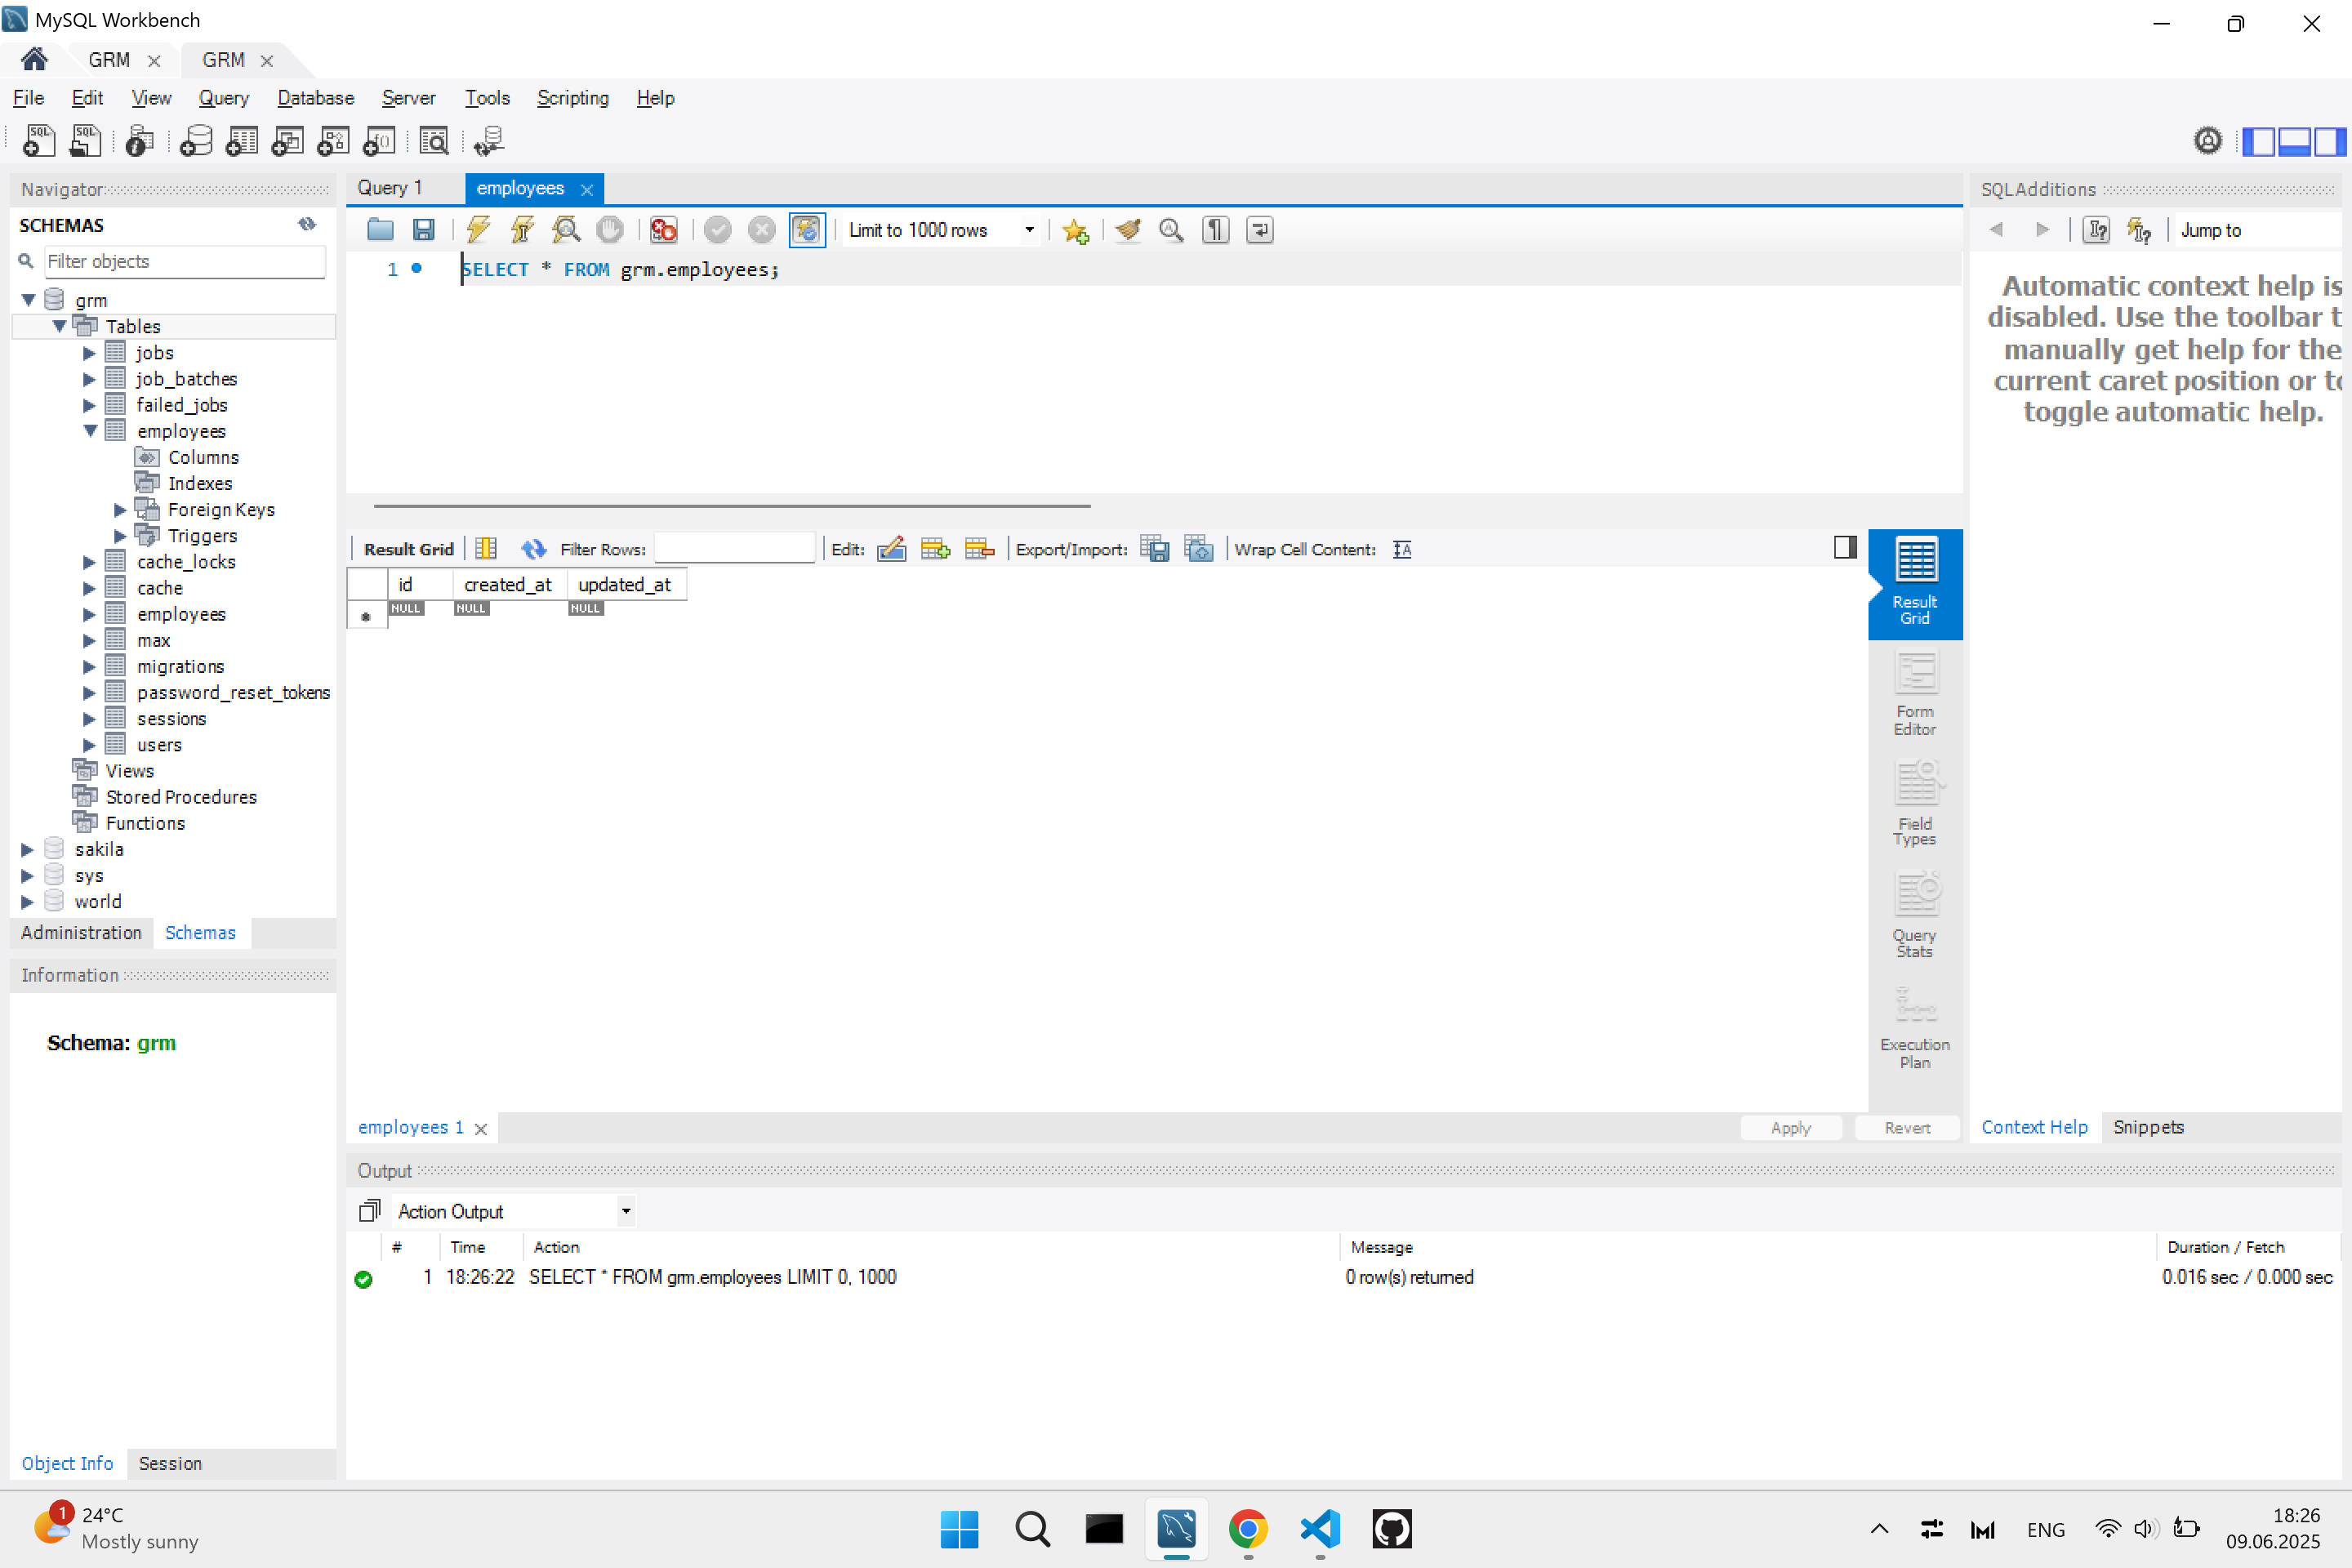 MySQL Workbench
GRM
GRM
File Edit View Query Database Server Tools Scripting Help
Navigator
SCHEMAS
Filter objects
grm
Tables
jobs
job_batches
failed_jobs
employees
Columns
Indexes
Foreign Keys
Triggers
cache_locks
cache
employees
max
migrations
password_reset_tokens
sessions
users
Views
Stored Procedures
Functions
sakila
sys
world
Administration Schemas
Information
Schema: grm
Object Info Session
Query 1 employees
Limit to 1000 rows
1 SELECT * FROM grm.employees;
Result Grid Filter Rows: Edit: Export/Import: Wrap Cell Content:
id created_at updated_at
NULL NULL NULL
Result
Grid
Form
Editor
Field
Types
Query
Stats
Execution
Plan
employees 1 Apply Revert
SQLAdditions
Jump to
Automatic context help is
disabled. Use the toolbar t
manually get help for the
current caret position or to
toggle automatic help.
Context Help Snippets
Output
Action Output
# Time Action Message Duration / Fetch
1 18:26:22 SELECT * FROM grm.employees LIMIT 0, 1000 0 row(s) returned 0.016 sec / 0.000 sec
1
24°C
Mostly sunny
ENG
18:26
09.06.2025